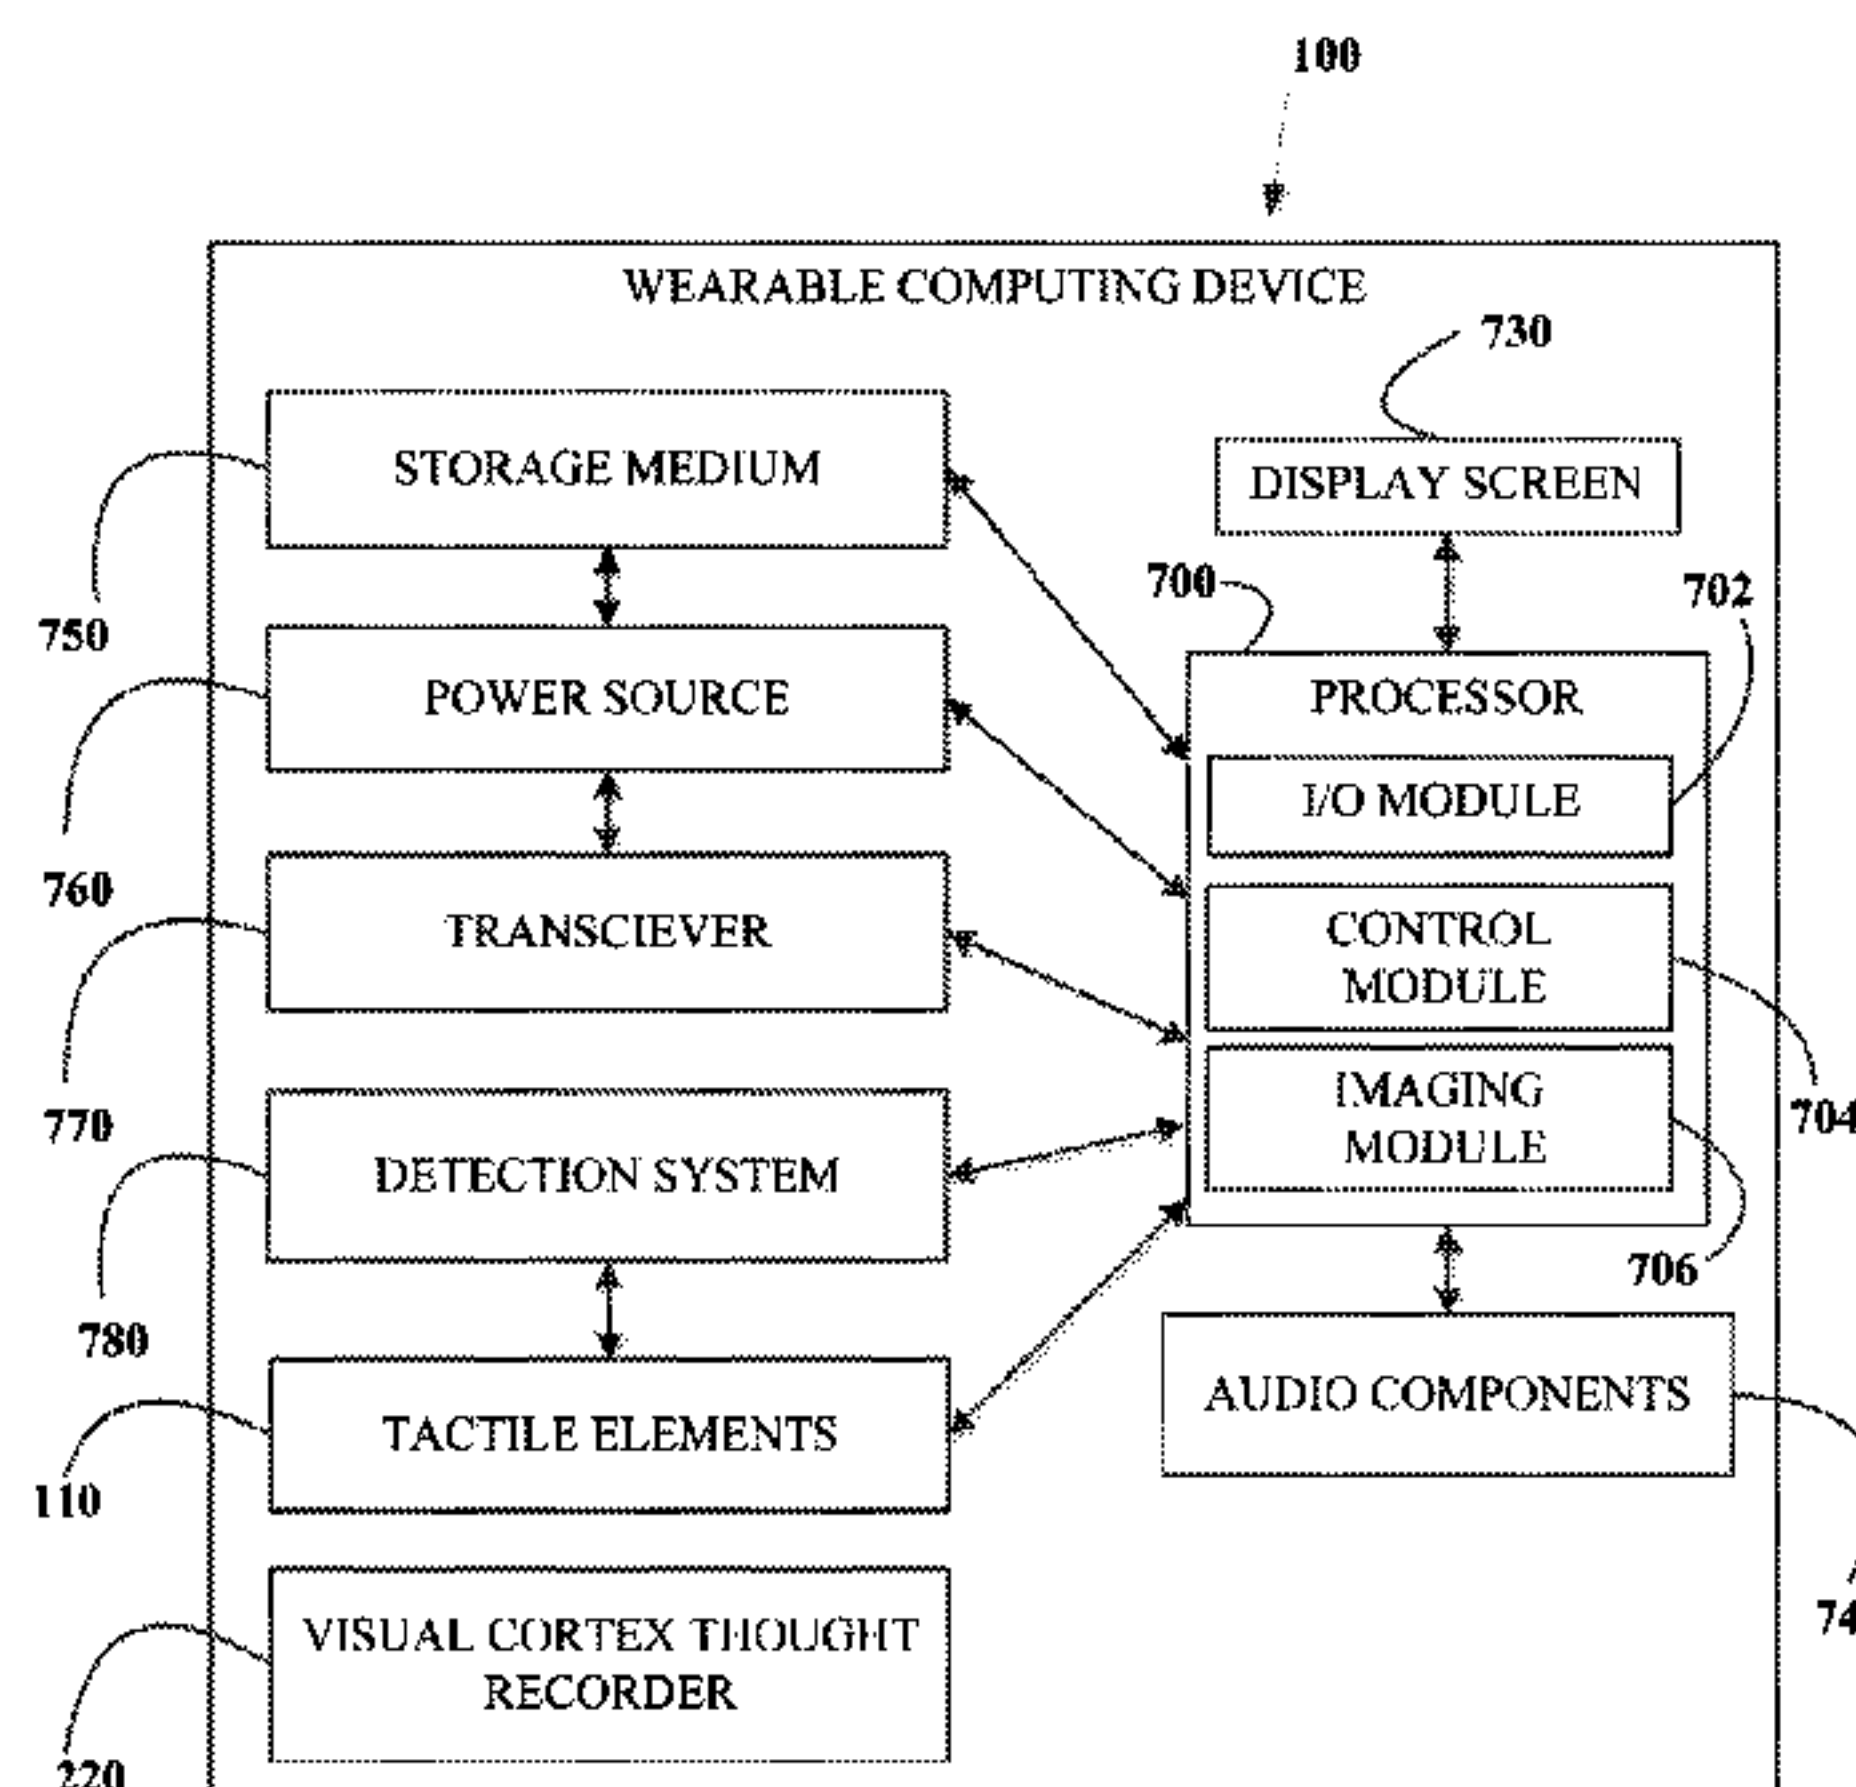 100
WEARABLE COMPUTING DEVICE
730
STORAGE MEDIUM
DISPLAY SCREEN
700
702
750
POWER SOURCE
PROCESSOR
I/O MODULE
760
TRANSCIEVER
CONTROL
MODULE
IMAGING
MODULE
770
704
DETECTION SYSTEM
706
780
AUDIO COMPONENTS
TACTILE ELEMENTS
110
74
VISUAL CORTEX THOUGHT
RECORDER
220